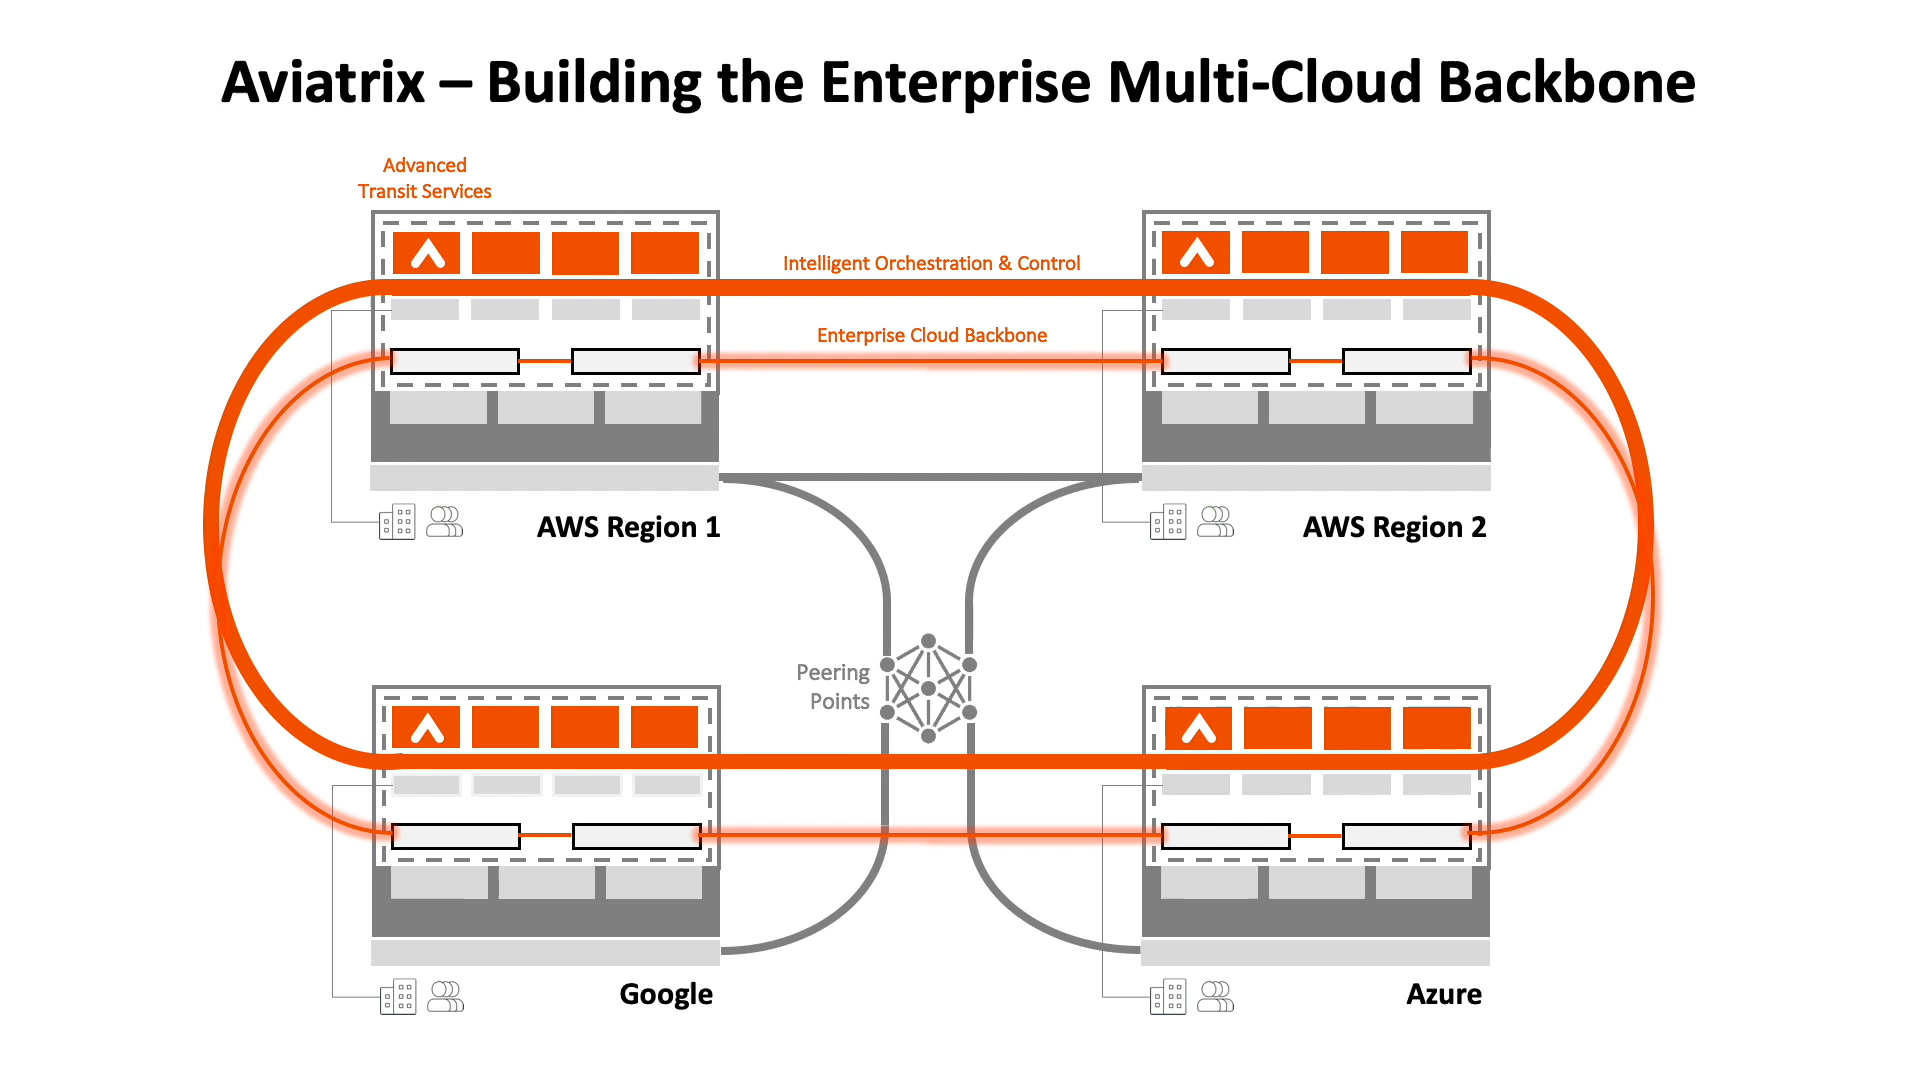 Aviatrix – Building the Enterprise Multi-Cloud Backbone
Advanced
Transit Services
Intelligent Orchestration & Control
Enterprise Cloud Backbone
AWS Region 1
AWS Region 2
Peering
Points
Google
Azure